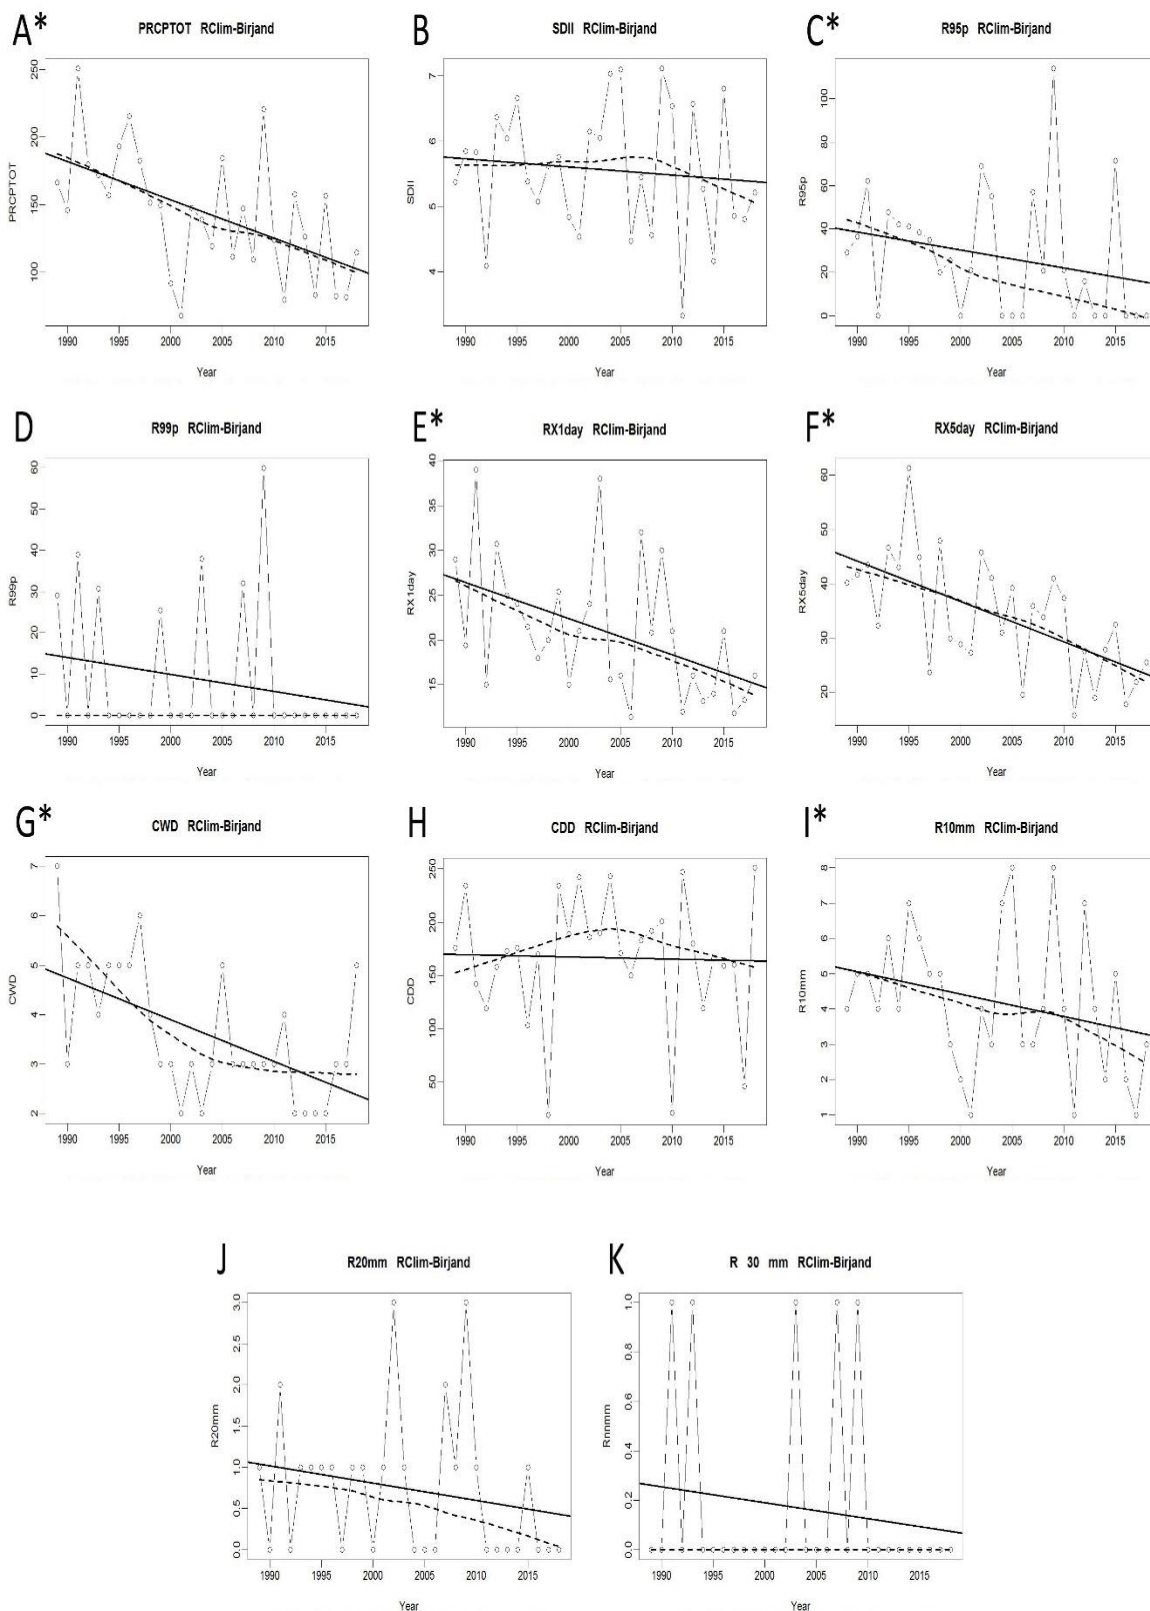 A*
PRCPTOT RClim-Birjand
PRCPTOT
250
200
150
100
1990 1995 2000 2005 2010 2015
Year
B
SDII RClim-Birjand
SDII
7
6
5
4
1990 1995 2000 2005 2010 2015
Year
C*
R95p RClim-Birjand
R95p
100
80
60
40
20
0
1990 1995 2000 2005 2010 2015
Year
D
R99p RClim-Birjand
R99p
60
50
40
30
20
10
0
1990 1995 2000 2005 2010 2015
Year
E*
RX1day RClim-Birjand
RX1day
40
35
30
25
20
15
1990 1995 2000 2005 2010 2015
Year
F*
RX5day RClim-Birjand
RX5day
60
50
40
30
20
1990 1995 2000 2005 2010 2015
Year
G*
CWD RClim-Birjand
CWD
7
6
5
4
3
2
1990 1995 2000 2005 2010 2015
Year
H
CDD RClim-Birjand
CDD
250
200
150
100
50
1990 1995 2000 2005 2010 2015
Year
I*
R10mm RClim-Birjand
R10mm
8
7
6
5
4
3
2
1
1990 1995 2000 2005 2010 2015
Year
J
R20mm RClim-Birjand
R20mm
3.0
2.5
2.0
1.5
1.0
0.5
0.0
1990 1995 2000 2005 2010 2015
Year
K
R 30 mm RClim-Birjand
Rnnmm
1.0
0.8
0.6
0.4
0.2
0.0
1990 1995 2000 2005 2010 2015
Year